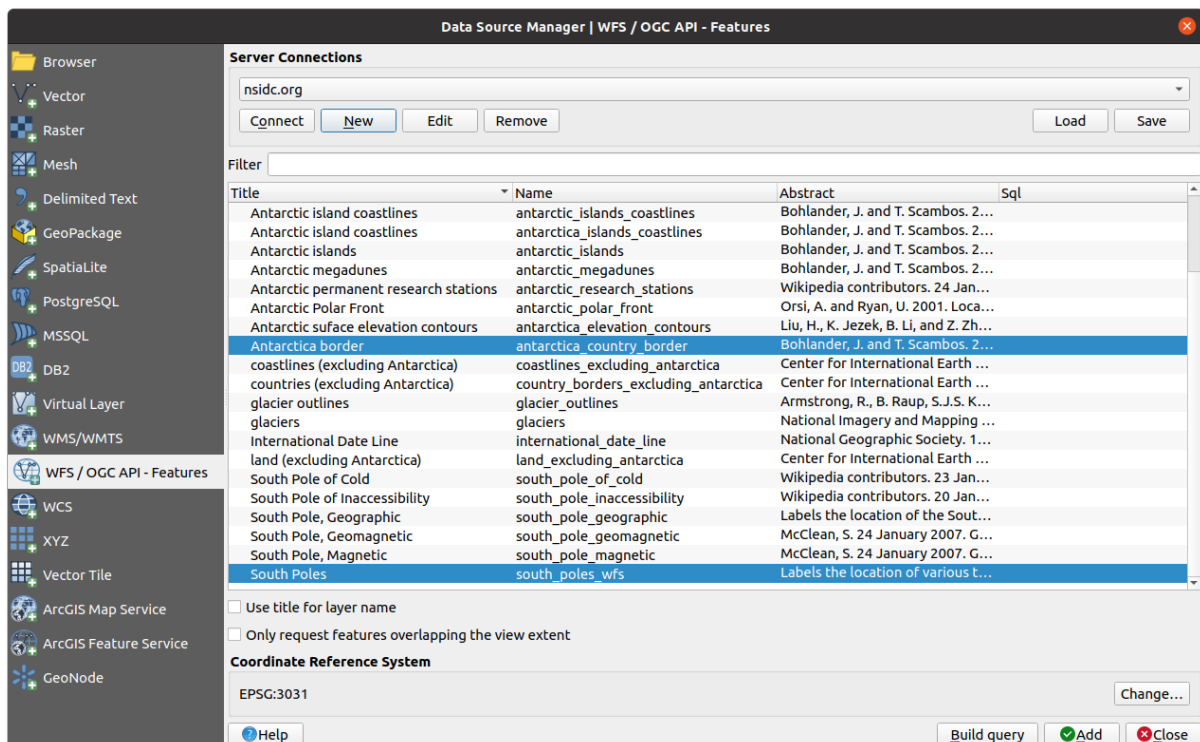 Data Source Manager | WFS / OGC API - Features
Browser
Vector
Raster
Mesh
Delimited Text
GeoPackage
SpatiaLite
PostgreSQL
MSSQL
DB2 DB2
Virtual Layer
WMS/WMTS
WFS / OGC API - Features
WCS
XYZ
Vector Tile
ArcGIS Map Service
ArcGIS Feature Service
GeoNode
Server Connections
nsidc.org
Connect New Edit Remove Load Save
Filter
Title Name Abstract Sql
Antarctic island coastlines antarctic_islands_coastlines Bohlander, J. and T. Scambos. 2...
Antarctic island coastlines antarctica_islands_coastlines Bohlander, J. and T. Scambos. 2...
Antarctic islands antarctic_islands Bohlander, J. and T. Scambos. 2...
Antarctic megadunes antarctic_megadunes Bohlander, J. and T. Scambos. 2...
Antarctic permanent research stations antarctic_research_stations Wikipedia contributors. 24 Jan...
Antarctic Polar Front antarctic_polar_front Orsi, A. and Ryan, U. 2001. Loca...
Antarctic suface elevation contours antarctica_elevation_contours Liu, H., K. Jezek, B. Li, and Z. Zh...
Antarctica border antarctica_country_border Bohlander, J. and T. Scambos. 2...
coastlines (excluding Antarctica) coastlines_excluding_antarctica Center for International Earth ...
countries (excluding Antarctica) country_borders_excluding_antarctica Center for International Earth ...
glacier outlines glacier_outlines Armstrong, R., B. Raup, S.J.S. K...
glaciers glaciers National Imagery and Mapping ...
International Date Line international_date_line National Geographic Society. 1...
land (excluding Antarctica) land_excluding_antarctica Center for International Earth ...
South Pole of Cold south_pole_of_cold Wikipedia contributors. 23 Jan...
South Pole of Inaccessibility south_pole_inaccessibility Wikipedia contributors. 20 Jan...
South Pole, Geographic south_pole_geographic Labels the location of the Sout...
South Pole, Geomagnetic south_pole_geomagnetic McClean, S. 24 January 2007. G...
South Pole, Magnetic south_pole_magnetic McClean, S. 24 January 2007. G...
South Poles south_poles_wfs Labels the location of various t...
Use title for layer name
Only request features overlapping the view extent
Coordinate Reference System
EPSG:3031 Change...
Help Build query Add Close